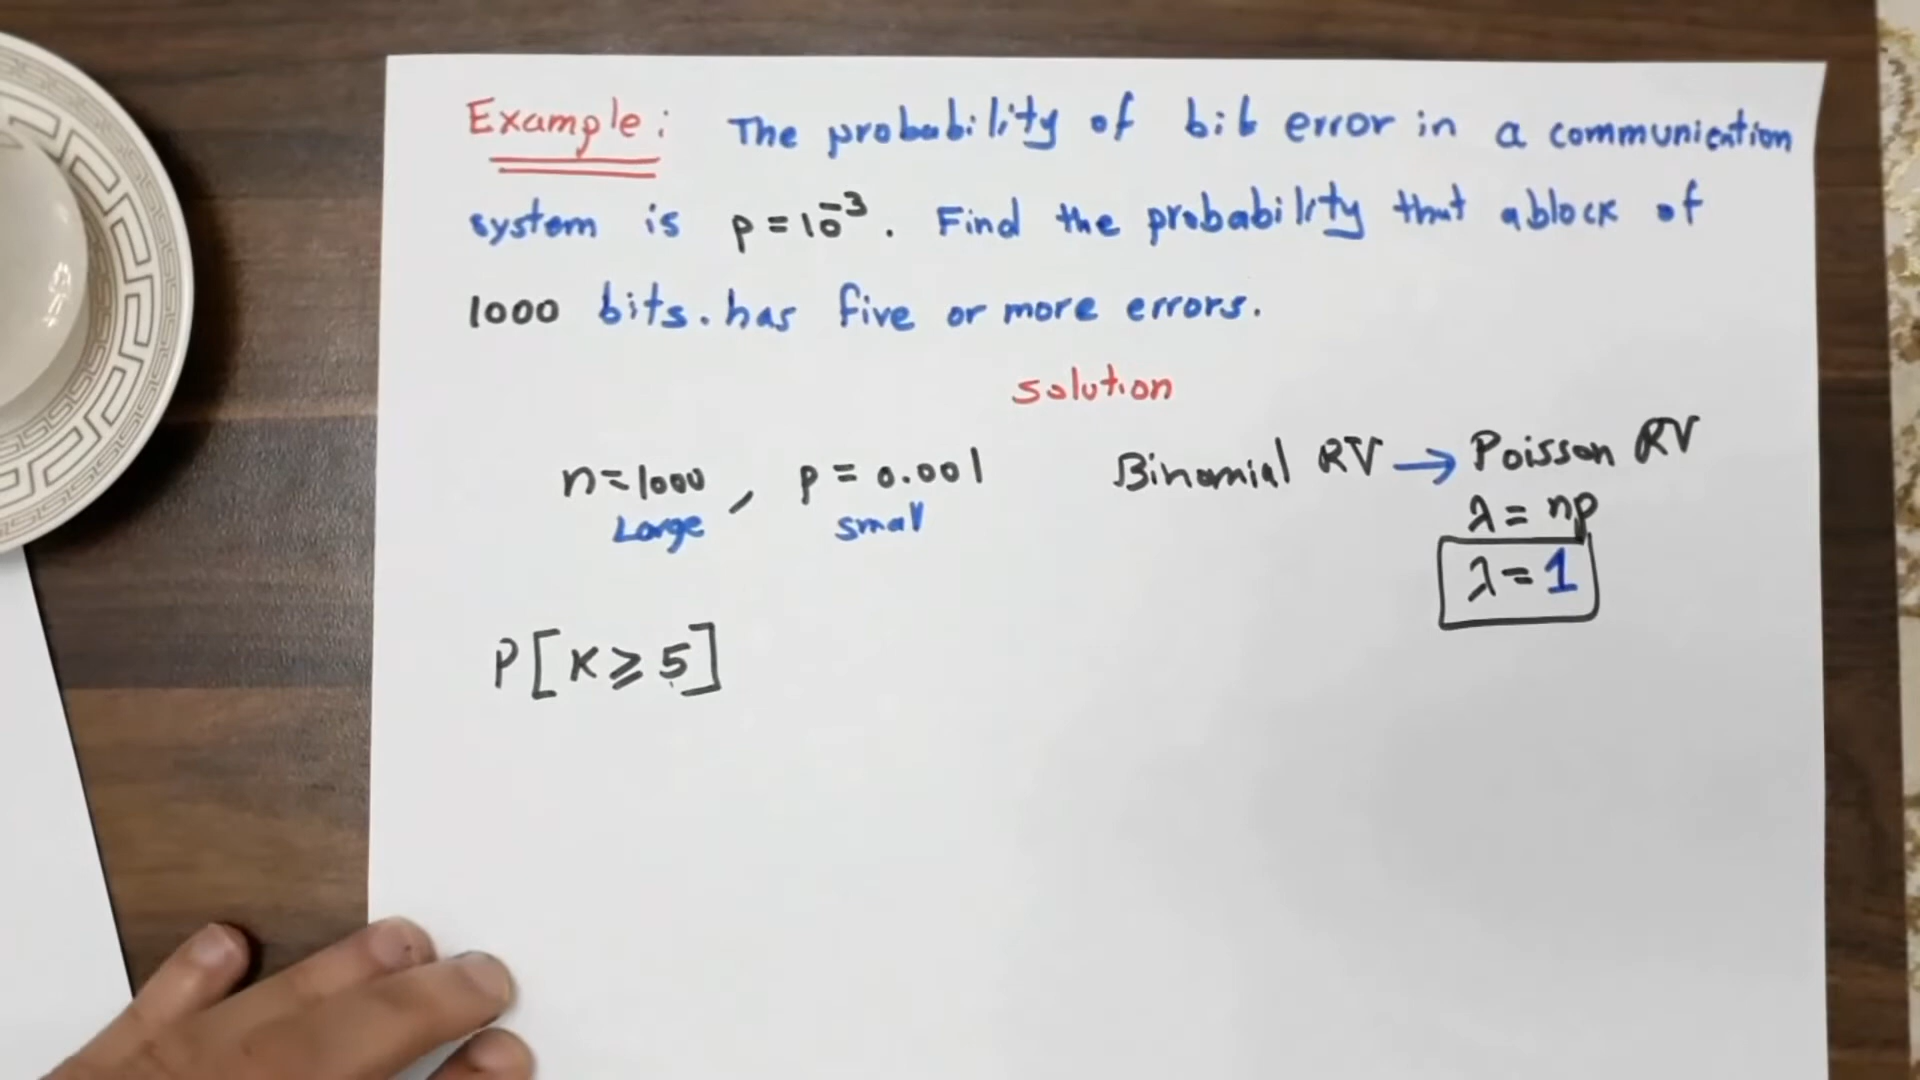 Example: The probability of bit error in a communication
system is p = 10⁻³. Find the probability that a block of
1000 bits. has five or more errors.
solution
n=1000 , p = 0.001 Binomial RV → Poisson RV
Large small λ = np
λ = 1
P[K ≥ 5]